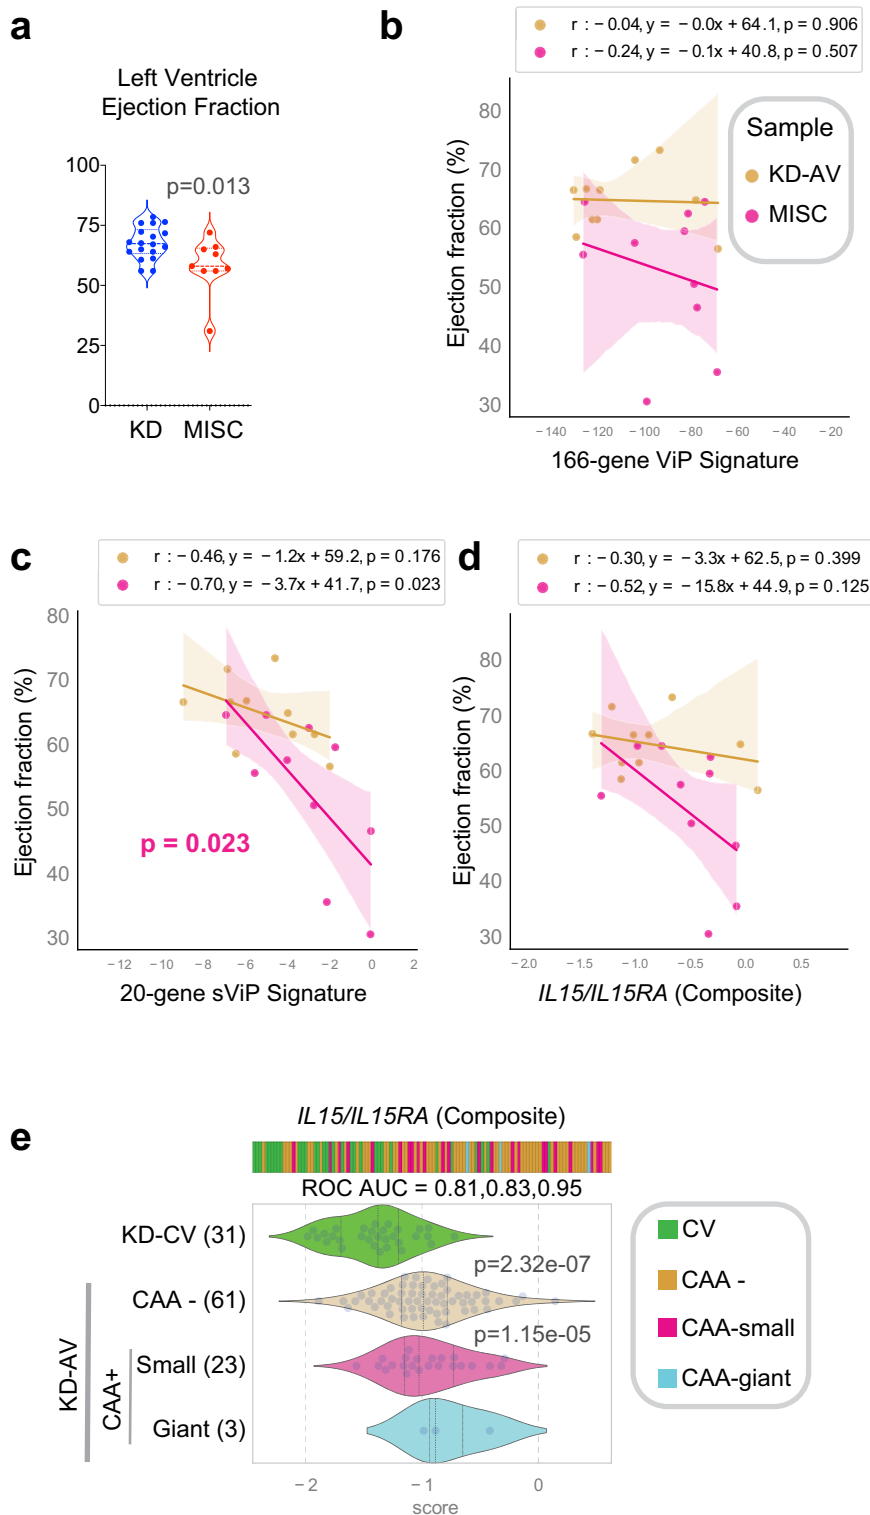 a
Left Ventricle
Ejection Fraction
100
75
50
25
0
p=0.013
KD MISC
b
r : − 0.04, y = − 0.0x + 64.1, p = 0.906
r : − 0.24, y = − 0.1x + 40.8, p = 0.507
Ejection fraction (%)
80
70
60
50
40
30
Sample
KD-AV
MISC
−140 −120 −100 −80 −60 −40 −20
166-gene ViP Signature
c
r : − 0.46, y = − 1.2x + 59.2, p = 0.176
r : − 0.70, y = − 3.7x + 41.7, p = 0.023
Ejection fraction (%)
80
70
60
50
40
30
p = 0.023
−12 −10 −8 −6 −4 −2 0 2
20-gene sViP Signature
d
r : − 0.30, y = − 3.3x + 62.5, p = 0.399
r : − 0.52, y = − 15.8x + 44.9, p = 0.125
Ejection fraction (%)
80
70
60
50
40
30
−2.0 −1.5 −1.0 −0.5 0.0 0.5
IL15/IL15RA (Composite)
e
IL15/IL15RA (Composite)
ROC AUC = 0.81,0.83,0.95
KD-CV (31)
p=2.32e-07
CAA - (61)
p=1.15e-05
Small (23)
Giant (3)
KD-AV
CAA+
−2 −1 0
score
CV
CAA -
CAA-small
CAA-giant